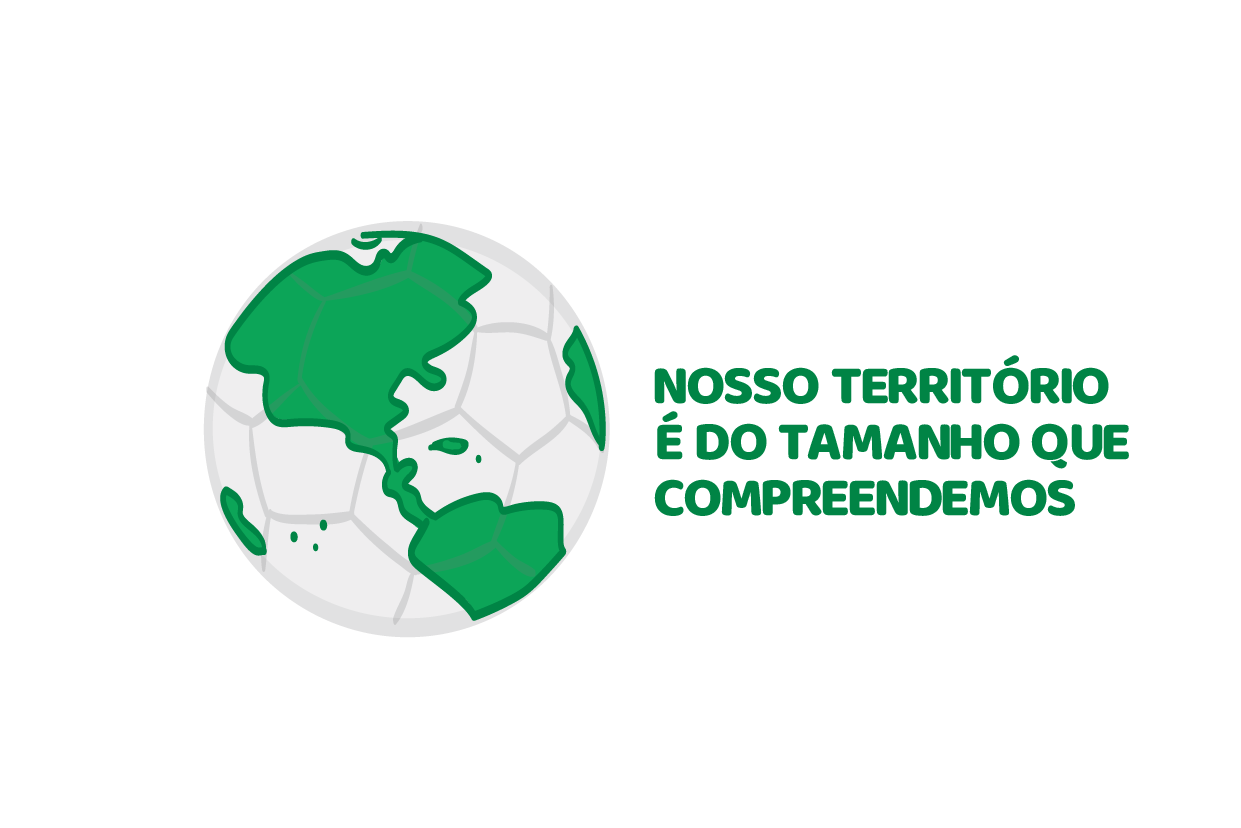 NOSSO TERRITÓRIO
É DO TAMANHO QUE
COMPREENDEMOS